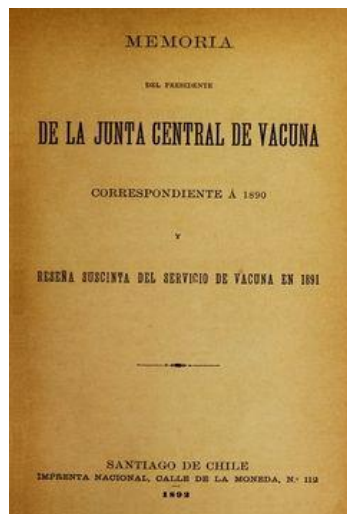 MEMORIA
DEL PRESIDENTE
DE LA JUNTA CENTRAL DE VACUNA
CORRESPONDIENTE Á 1890
Y
RESEÑA SUSCINTA DEL SERVICIO DE VACUNA EN 1891
SANTIAGO DE CHILE
IMPRENTA NACIONAL, CALLE DE LA MONEDA, N.º 112
1892